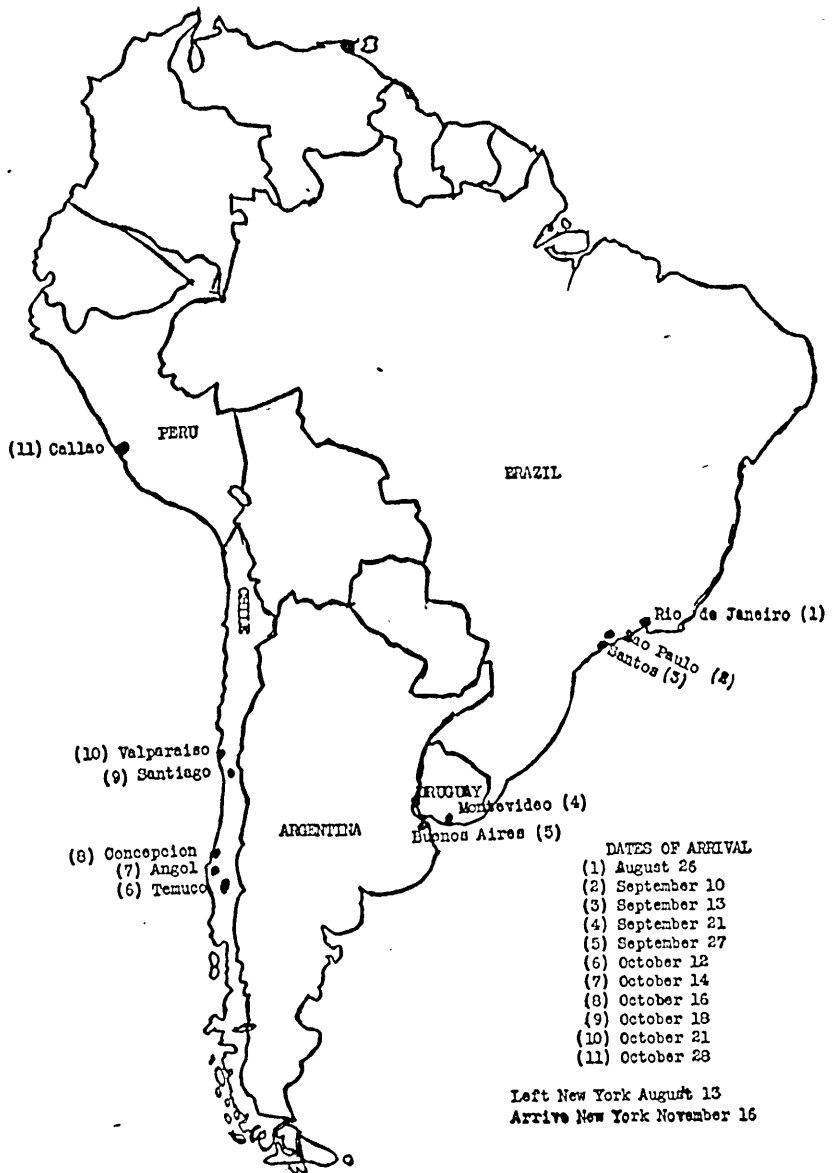 (11) Callao
PERU
BRAZIL
CHILE
Rio de Janeiro (1)
Sao Paulo (2)
Santos (3)
(10) Valparaiso
(9) Santiago
URUGUAY
Montevideo (4)
Buenos Aires (5)
ARGENTINA
(8) Concepcion
(7) Angol
(6) Temuco
DATES OF ARRIVAL
(1) August 26
(2) September 10
(3) September 13
(4) September 21
(5) September 27
(6) October 12
(7) October 14
(8) October 16
(9) October 18
(10) October 21
(11) October 28
Left New York August 13
Arrive New York November 16